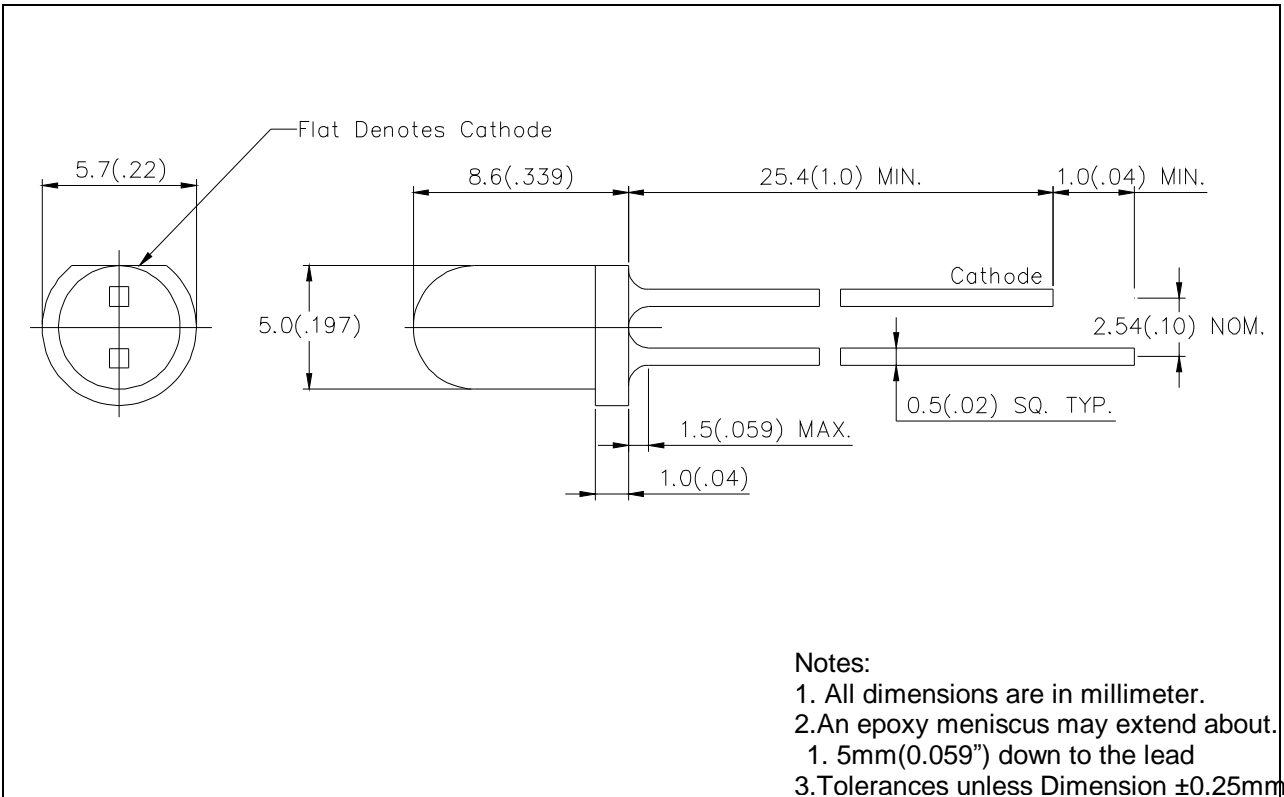 Flat Denotes Cathode
5.7(.22)
8.6(.339)
25.4(1.0) MIN.
1.0(.04) MIN.
Cathode
5.0(.197)
2.54(.10) NOM.
0.5(.02) SQ. TYP.
1.5(.059) MAX.
1.0(.04)
Notes:
1. All dimensions are in millimeter.
2.An epoxy meniscus may extend about.
1. 5mm(0.059”) down to the lead
3.Tolerances unless Dimension ±0.25mm